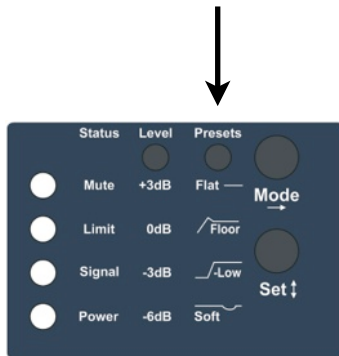 Status Level Presets
Mute +3dB Flat
Mode
Limit 0dB Floor
Signal -3dB -Low
Set
Power -6dB Soft